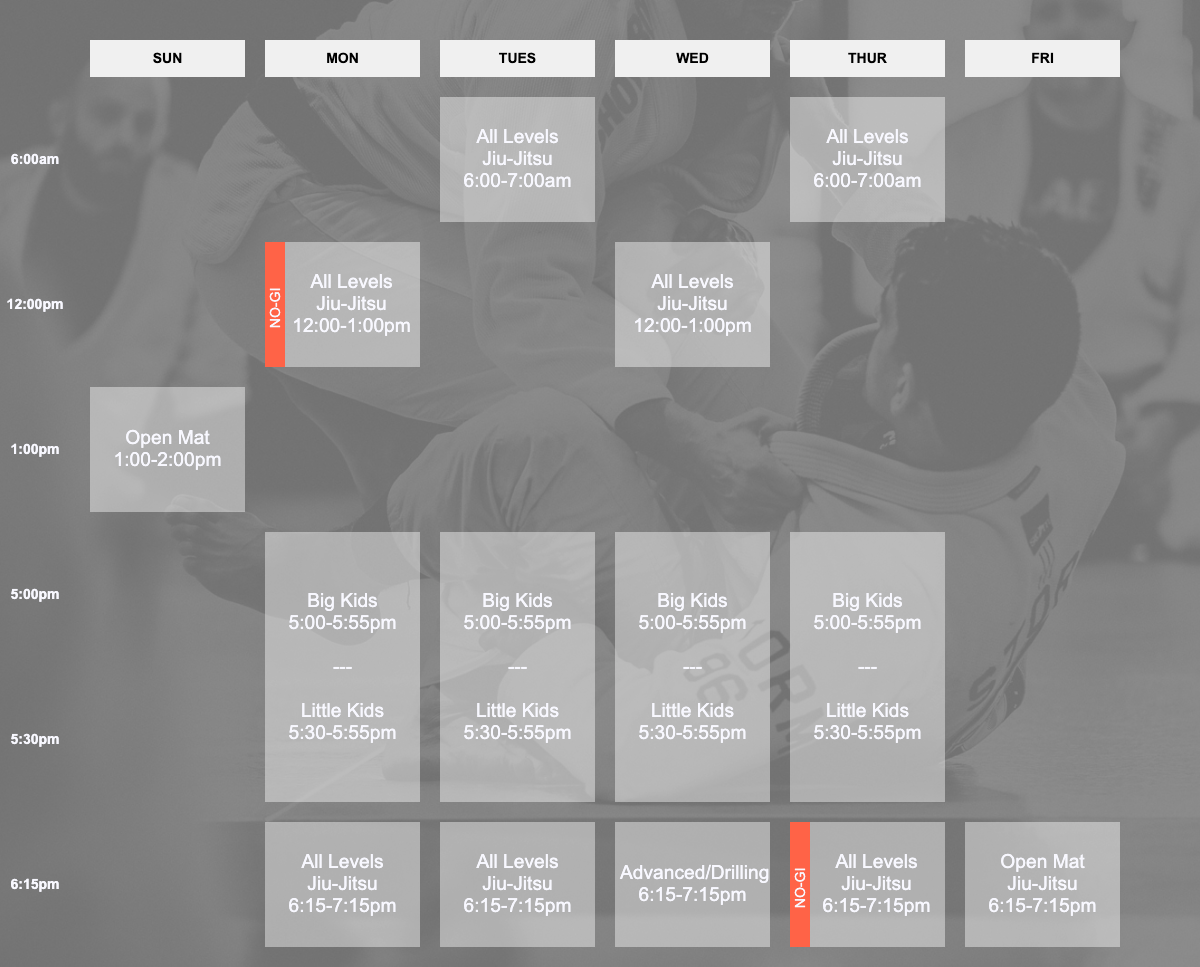 SUN MON TUES WED THUR FRI
6:00am
All Levels
Jiu-Jitsu
6:00-7:00am
All Levels
Jiu-Jitsu
6:00-7:00am
12:00pm
NO-GI
All Levels
Jiu-Jitsu
12:00-1:00pm
All Levels
Jiu-Jitsu
12:00-1:00pm
1:00pm
Open Mat
1:00-2:00pm
5:00pm
5:30pm
Big Kids
5:00-5:55pm
---
Little Kids
5:30-5:55pm
Big Kids
5:00-5:55pm
---
Little Kids
5:30-5:55pm
Big Kids
5:00-5:55pm
---
Little Kids
5:30-5:55pm
Big Kids
5:00-5:55pm
---
Little Kids
5:30-5:55pm
6:15pm
All Levels
Jiu-Jitsu
6:15-7:15pm
All Levels
Jiu-Jitsu
6:15-7:15pm
Advanced/Drilling
6:15-7:15pm
NO-GI
All Levels
Jiu-Jitsu
6:15-7:15pm
Open Mat
Jiu-Jitsu
6:15-7:15pm